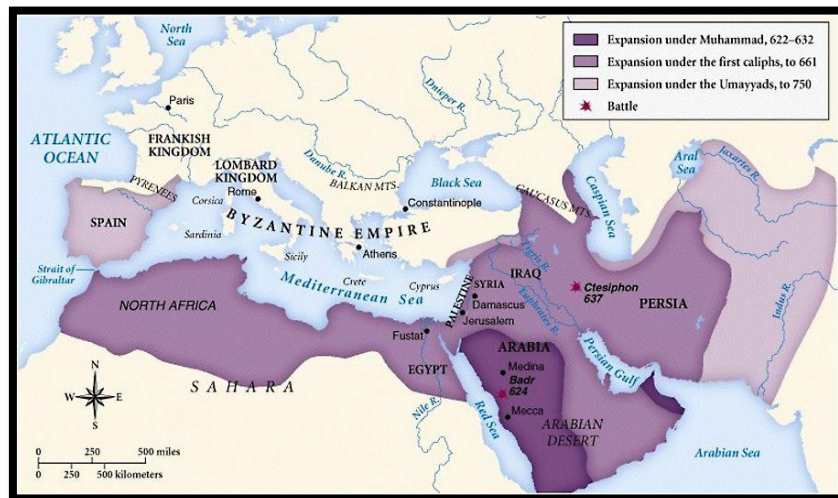 North
Sea
Expansion under Muhammad, 622–632
Expansion under the first caliphs, to 661
Expansion under the Umayyads, to 750
Battle
Paris
Dnieper R.
ATLANTIC
OCEAN
FRANKISH
KINGDOM
LOMBARD
KINGDOM
Danube R.
BALKAN MTS.
Black Sea
CAUCASUS MTS.
Caspian Sea
Aral
Sea
Jaxartes R.
PYRENEES
Corsica
Rome
Constantinople
SPAIN
BYZANTINE EMPIRE
Sardinia
Athens
Sicily
Strait of
Gibraltar
Mediterranean Sea
Crete
Cyprus
SYRIA
Tigris R.
IRAQ
Ctesiphon
637
PERSIA
Indus R.
NORTH AFRICA
PALESTINE
Damascus
Euphrates R.
Jerusalem
Fustat
EGYPT
ARABIA
Persian Gulf
Medina
Badr
624
Mecca
SAHARA
Nile R.
Red Sea
ARABIAN
DESERT
Arabian Sea
N
W
E
S
0 250 500 miles
0 250 500 kilometers